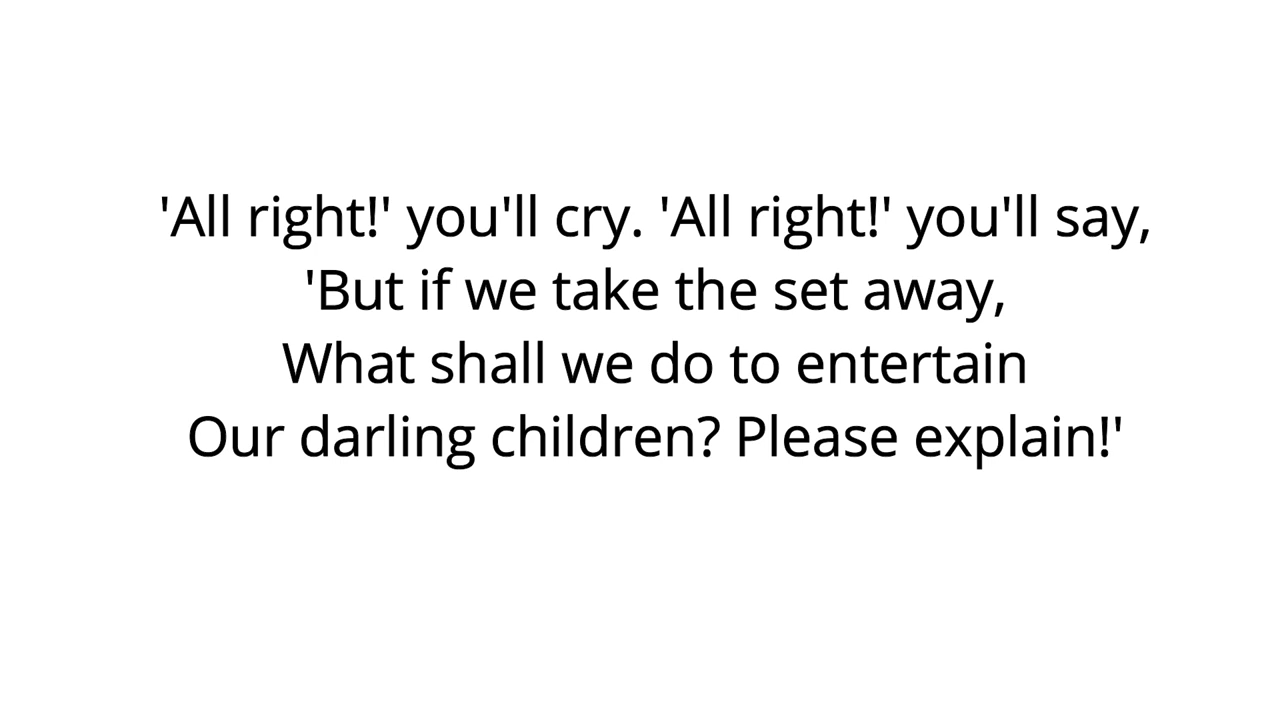 'All right!' you'll cry. 'All right!' you'll say,
'But if we take the set away,
What shall we do to entertain
Our darling children? Please explain!'